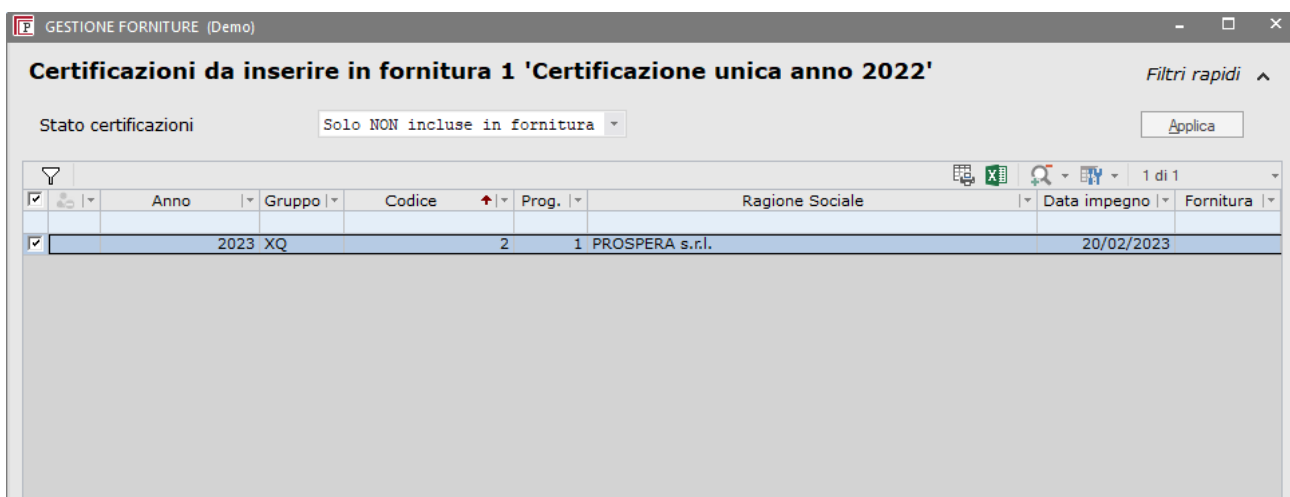 P GESTIONE FORNITURE (Demo)
Certificazioni da inserire in fornitura 1 'Certificazione unica anno 2022'
Filtri rapidi
Stato certificazioni Solo NON incluse in fornitura Applica
1 di 1
Anno Gruppo Codice Prog. Ragione Sociale Data impegno Fornitura
2023 XQ 2 1 PROSPERA s.r.l. 20/02/2023